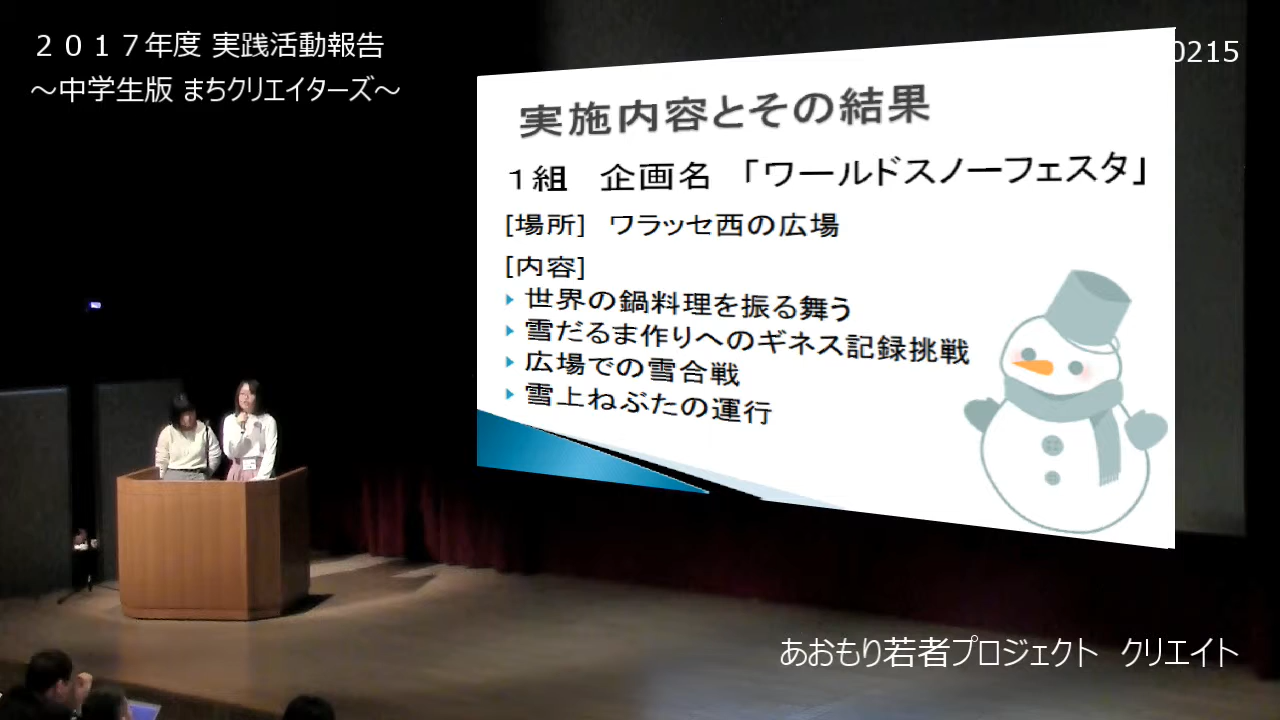 ２０１７年度 実践活動報告
～中学生版 まちクリエイターズ～
0215
実施内容とその結果
１組　企画名　「ワールドスノーフェスタ」
[場所]　ワラッセ西の広場
[内容]
世界の鍋料理を振る舞う
雪だるま作りへのギネス記録挑戦
広場での雪合戦
雪上ねぶたの運行
あおもり若者プロジェクト　クリエイト